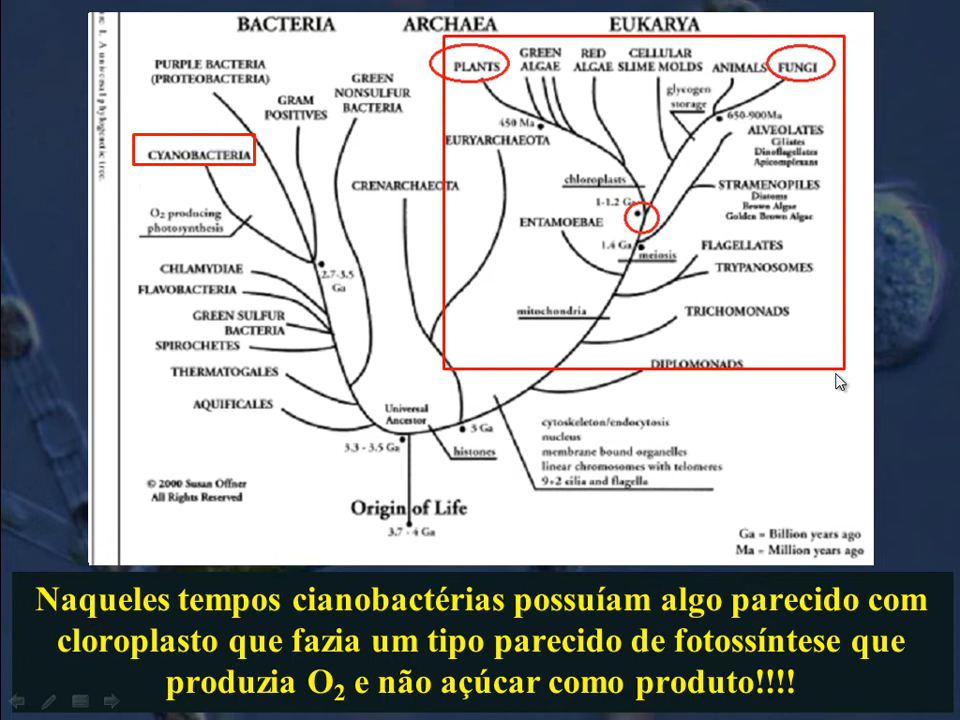 BACTERIA ARCHAEA EUKARYA
1. A universal phylogenetic tree.
PURPLE BACTERIA
(PROTEOBACTERIA)
GRAM
POSITIVES
GREEN
NONSULFUR
BACTERIA
PLANTS
GREEN
ALGAE
RED
ALGAE
CELLULAR
SLIME MOLDS
ANIMALS
FUNGI
glycogen
storage
650-900Ma
450 Ma
EURYARCHAEOTA
ALVEOLATES
Ciliates
Dinoflagellates
Apicomplexans
CYANOBACTERIA
CRENARCHAEOTA
chloroplasts
STRAMENOPILES
Diatoms
Brown Algae
Golden Brown Algae
1-1.2 Ga
O2 producing
photosynthesis
ENTAMOEBAE
1.4 Ga
meiosis
FLAGELLATES
TRYPANOSOMES
CHLAMYDIAE
2.7-3.5
Ga
FLAVOBACTERIA
GREEN SULFUR
BACTERIA
mitochondria
TRICHOMONADS
SPIROCHETES
THERMATOGALES
DIPLOMONADS
AQUIFICALES
Universal
Ancestor
3.3 - 3.5 Ga
3 Ga
histones
cytoskeleton/endocytosis
nucleus
membrane bound organelles
linear chromosomes with telomeres
9+2 cilia and flagella
© 2000 Susan Offner
All Rights Reserved
Origin of Life
3.7 - 4 Ga
Ga = Billion years ago
Ma = Million years ago
Naqueles tempos cianobactérias possuíam algo parecido com
cloroplasto que fazia um tipo parecido de fotossíntese que
produzia O2 e não açúcar como produto!!!!